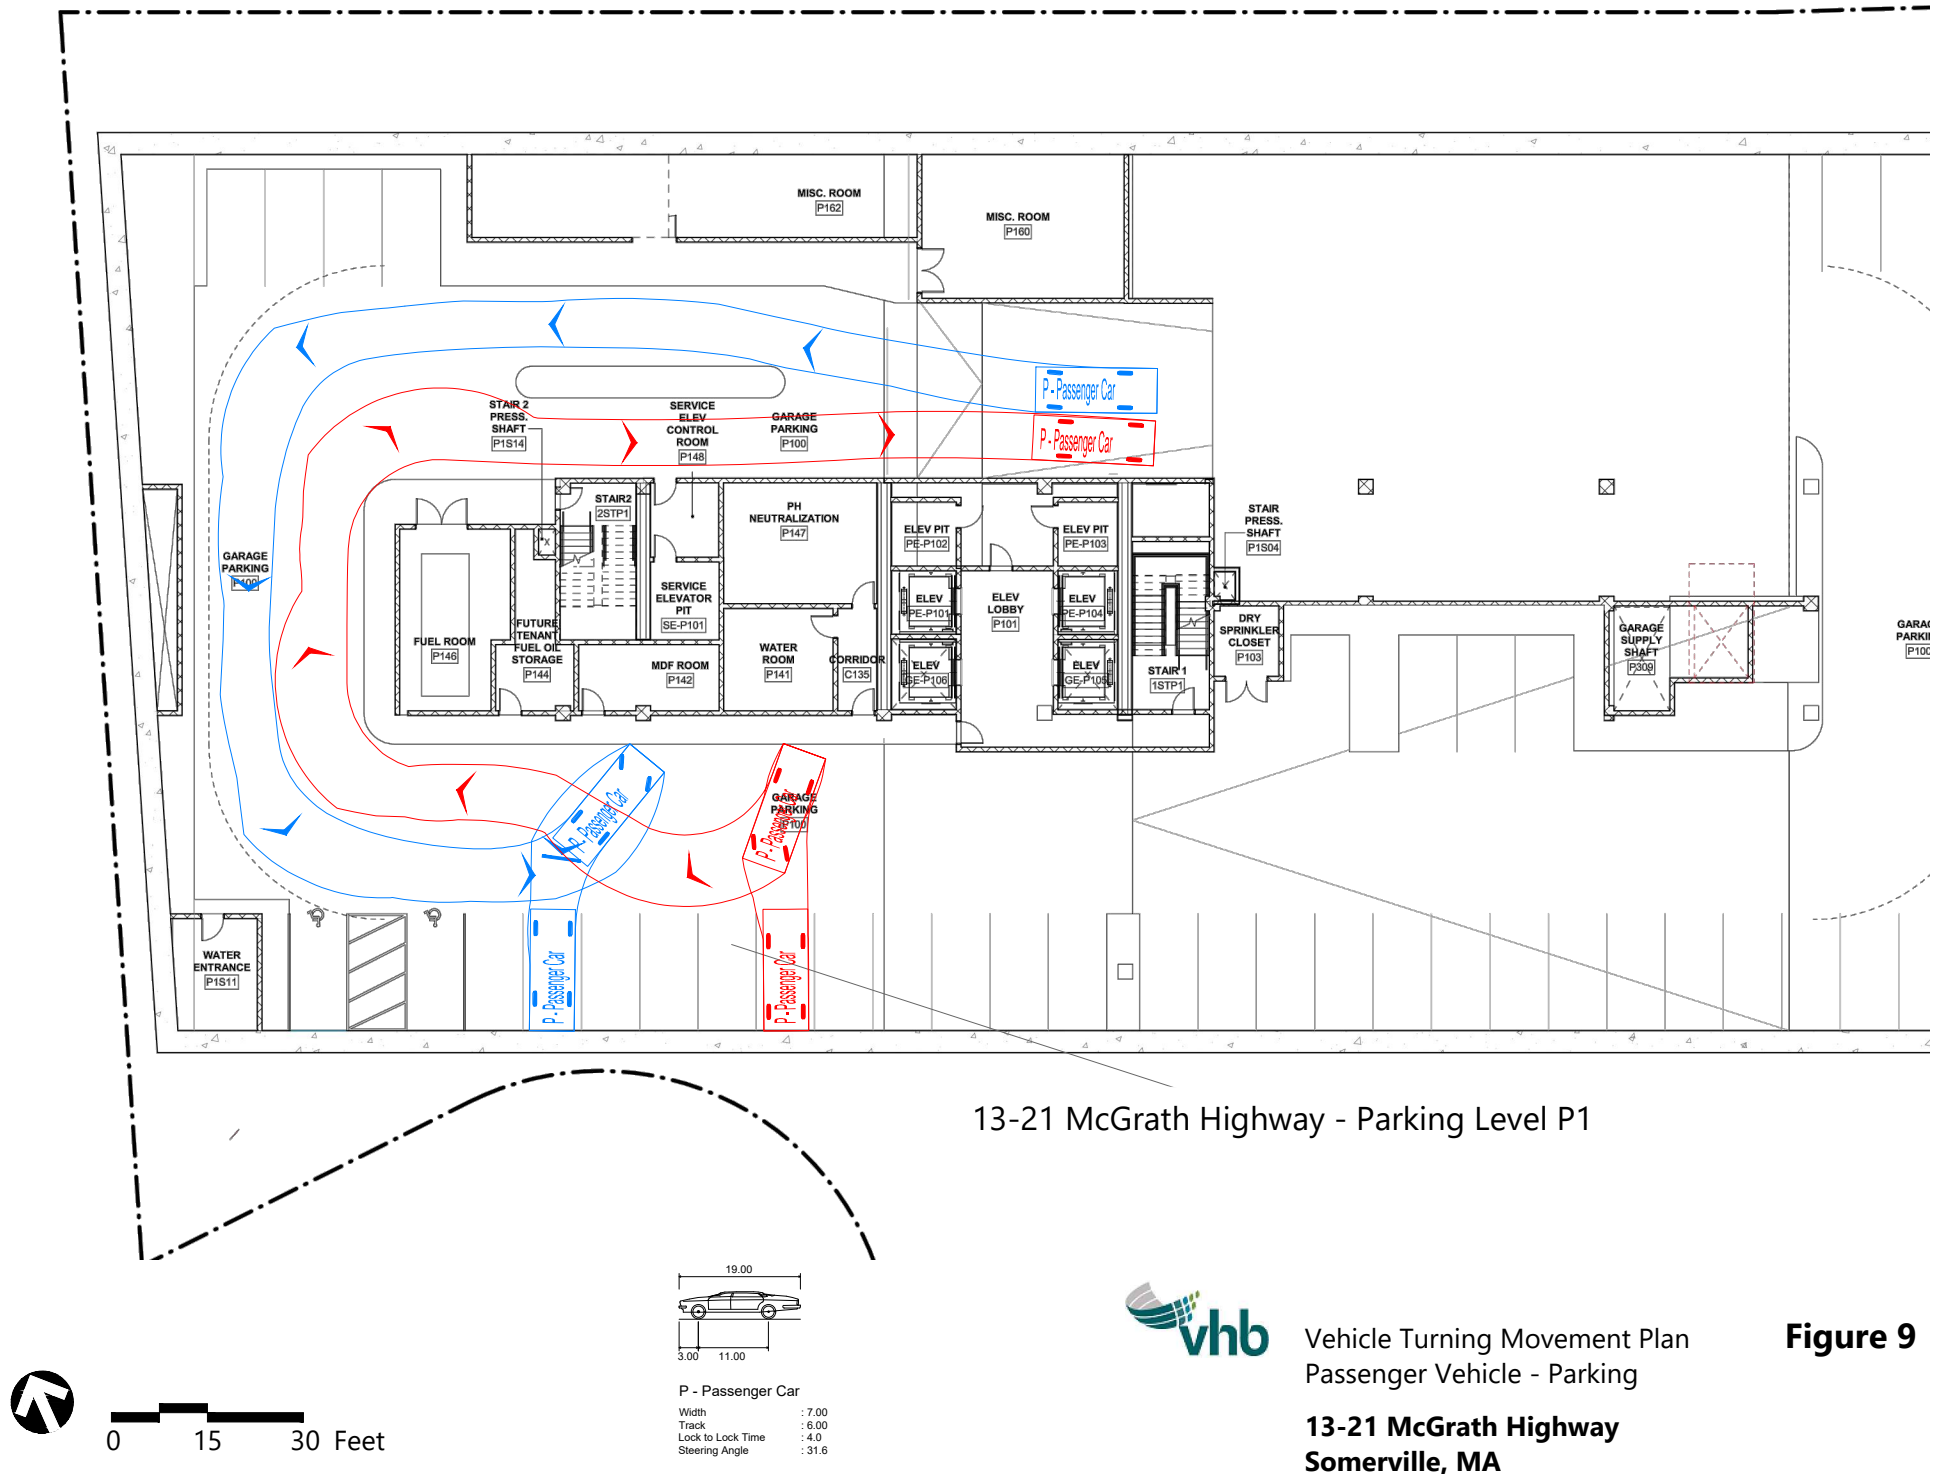 MISC. ROOM
P162
MISC. ROOM
P160
P - Passenger Car
P - Passenger Car
STAIR 2
PRESS.
SHAFT
P1S14
SERVICE
ELEV
CONTROL
ROOM
P148
GARAGE
PARKING
P100
STAIR2
2STP1
PH
NEUTRALIZATION
P147
ELEV PIT
PE-P102
ELEV PIT
PE-P103
STAIR
PRESS.
SHAFT
P1S04
GARAGE
PARKING
P100
SERVICE
ELEVATOR
PIT
SE-P101
ELEV
PE-P101
ELEV
LOBBY
P101
ELEV
PE-P104
FUEL ROOM
P146
FUTURE
TENANT
FUEL OIL
STORAGE
P144
MDF ROOM
P142
WATER
ROOM
P141
CORRIDOR
C135
ELEV
GE-P106
ELEV
GE-P105
STAIR 1
1STP1
DRY
SPRINKLER
CLOSET
P103
GARAGE
SUPPLY
SHAFT
P309
GARAG
PARKIN
P100
P - Passenger Car
P - Passenger Car
GARAGE
PARKING
P100
WATER
ENTRANCE
P1S11
P - Passenger Car
P - Passenger Car
13-21 McGrath Highway - Parking Level P1
19.00
3.00 11.00
P - Passenger Car
Width : 7.00
Track : 6.00
Lock to Lock Time : 4.0
Steering Angle : 31.6
0 15 30 Feet
vhb
Vehicle Turning Movement Plan
Passenger Vehicle - Parking
Figure 9
13-21 McGrath Highway
Somerville, MA